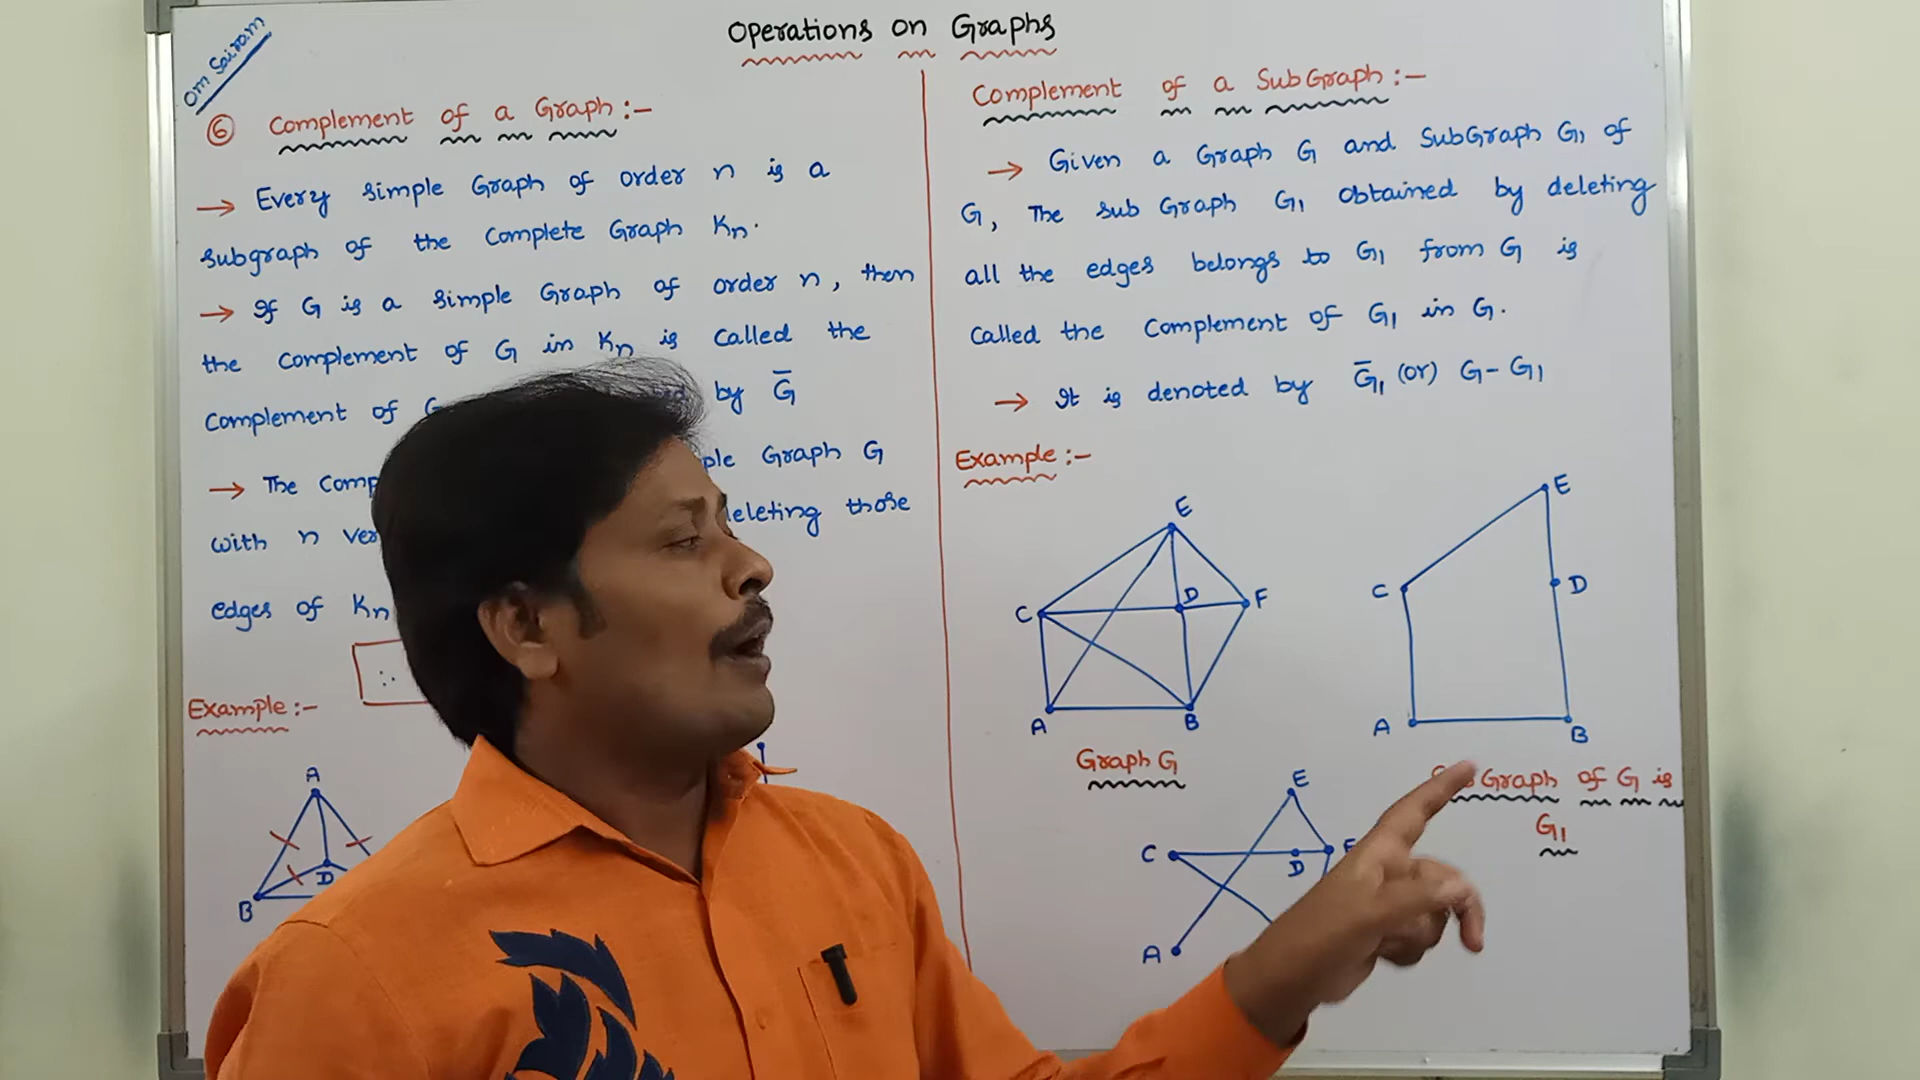 Om Sairam
Operations on Graphs
⑥ Complement of a Graph :-
→ Every simple Graph of order n is a
subgraph of the complete Graph Kn.
→ If G is a simple Graph of order n, then
the complement of G in Kn is called the
complement of G by G̅
→ The Comp ple Graph G
with n ver deleting those
edges of Kn
∴
Example :-
A
D
B
Complement of a SubGraph :-
→ Given a Graph G and SubGraph G1 of
G, The sub Graph G1 obtained by deleting
all the edges belongs to G1 from G is
called the complement of G1 in G.
→ It is denoted by G̅1 (or) G - G1
Example :-
E
C D F
A B
Graph G
E
C D
A B
Graph of G is
G1
E
C D F
A